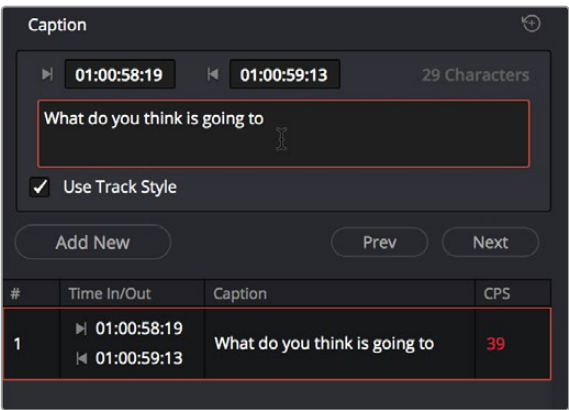 Caption
01:00:58:19 01:00:59:13 29 Characters
What do you think is going to
Use Track Style
Add New Prev Next
# Time In/Out Caption CPS
1 01:00:58:19 What do you think is going to 39
01:00:59:13